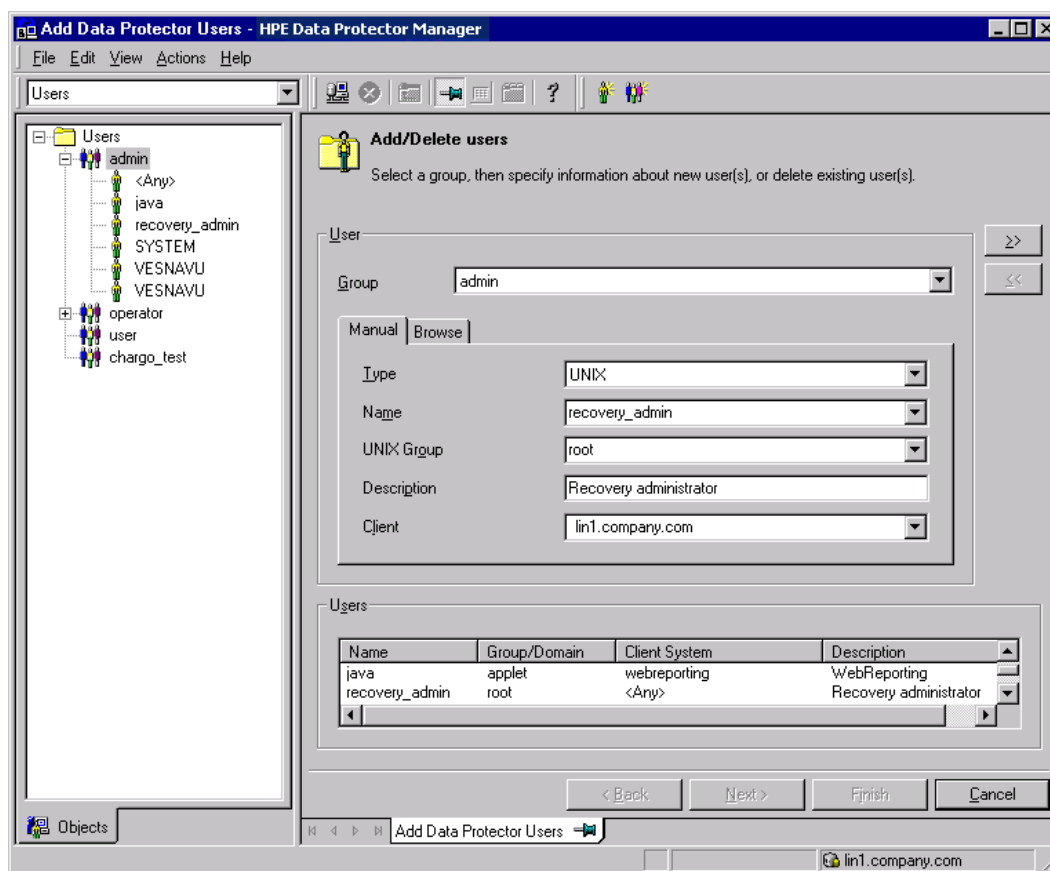 Add Data Protector Users - HPE Data Protector Manager
File Edit View Actions Help
Users
?
Users
admin
<Any>
java
recovery_admin
SYSTEM
VESNAVU
VESNAVU
operator
user
chargo_test
Objects
Add/Delete users
Select a group, then specify information about new user(s), or delete existing user(s).
User
>>
<<
Group admin
Manual Browse
Type UNIX
Name recovery_admin
UNIX Group root
Description Recovery administrator
Client lin1.company.com
Users
Name Group/Domain Client System Description
java applet webreporting WebReporting
recovery_admin root <Any> Recovery administrator
< Back Next > Finish Cancel
Add Data Protector Users
lin1.company.com